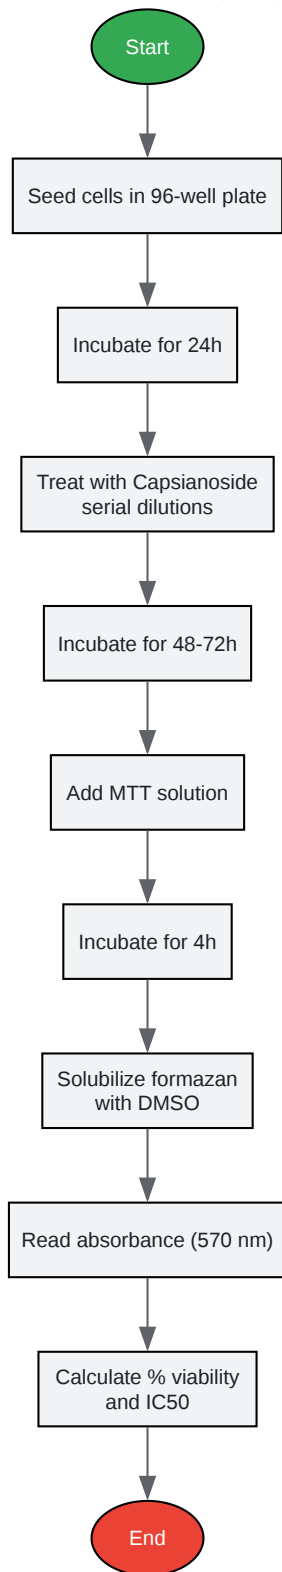 Start
Seed cells in 96-well plate
Incubate for 24h
Treat with Capsianoside
serial dilutions
Incubate for 48-72h
Add MTT solution
Incubate for 4h
Solubilize formazan
with DMSO
Read absorbance (570 nm)
Calculate % viability
and IC50
End